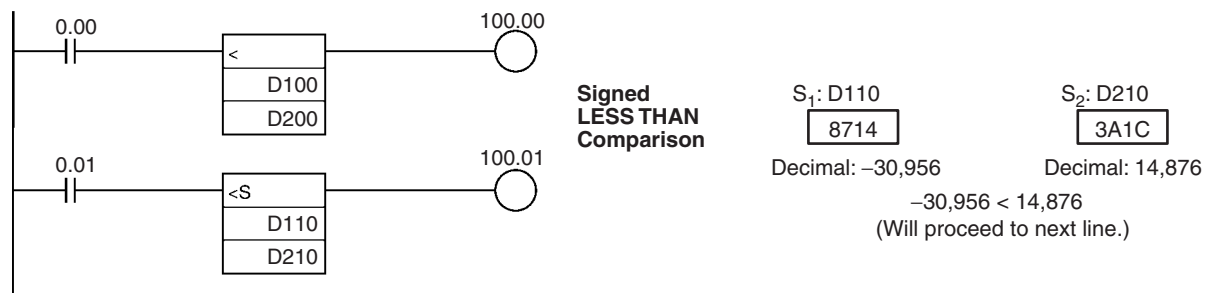 0.00
100.00
<
D100
D200
0.01
100.01
<S
D110
D210
Signed
LESS THAN
Comparison
S₁: D110
S₂: D210
8714
3A1C
Decimal: −30,956
Decimal: 14,876
−30,956 < 14,876
(Will proceed to next line.)